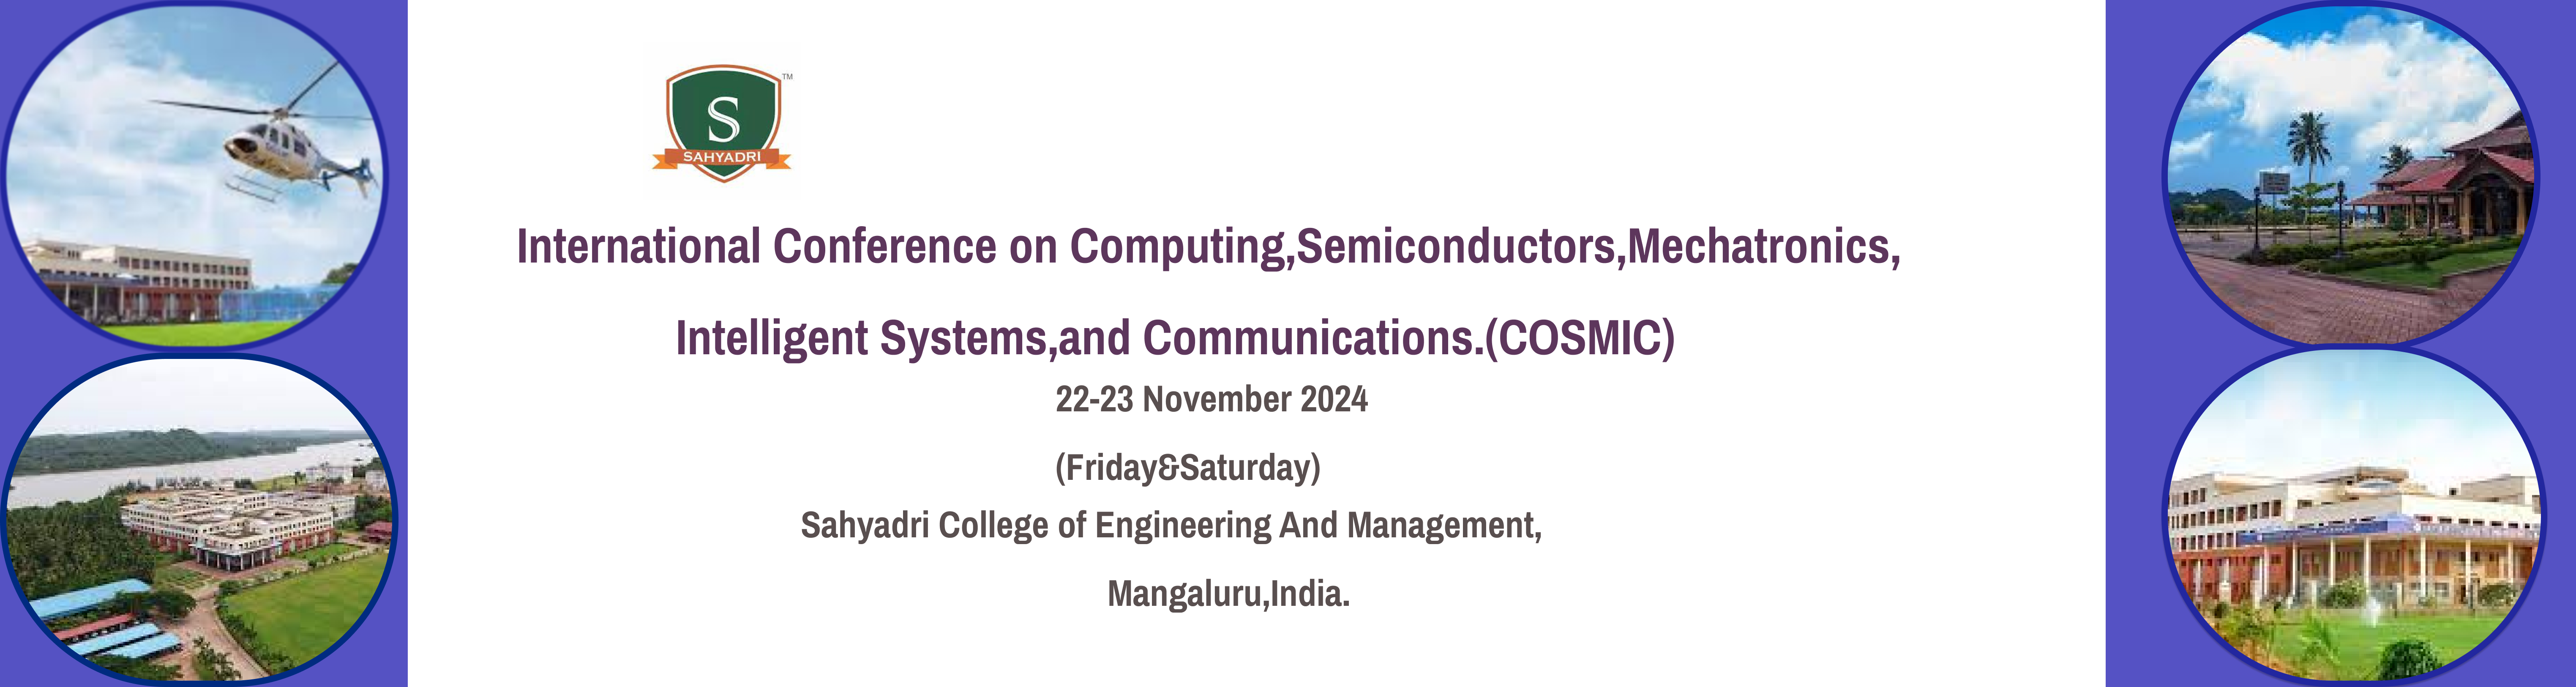 TM
S
SAHYADRI
International Conference on Computing,Semiconductors,Mechatronics,
Intelligent Systems,and Communications.(COSMIC)
22-23 November 2024
(Friday&Saturday)
Sahyadri College of Engineering And Management,
Mangaluru,India.